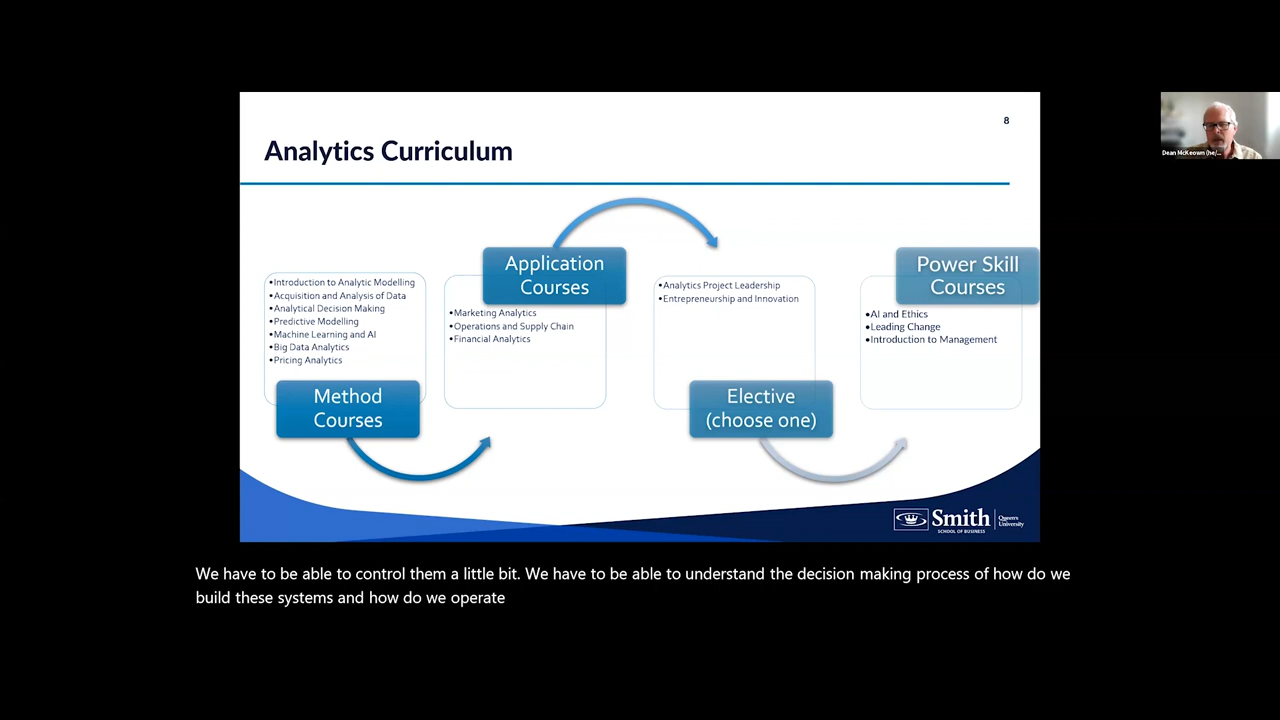 8
Analytics Curriculum
•Introduction to Analytic Modelling
•Acquisition and Analysis of Data
•Analytical Decision Making
•Predictive Modelling
•Machine Learning and AI
•Big Data Analytics
•Pricing Analytics
Method
Courses
Application
Courses
•Marketing Analytics
•Operations and Supply Chain
•Financial Analytics
•Analytics Project Leadership
•Entrepreneurship and Innovation
Elective
(choose one)
Power Skill
Courses
•AI and Ethics
•Leading Change
•Introduction to Management
Smith
SCHOOL OF BUSINESS
Queen's
University
Dean McKeown (he/...
We have to be able to control them a little bit. We have to be able to understand the decision making process of how do we
build these systems and how do we operate